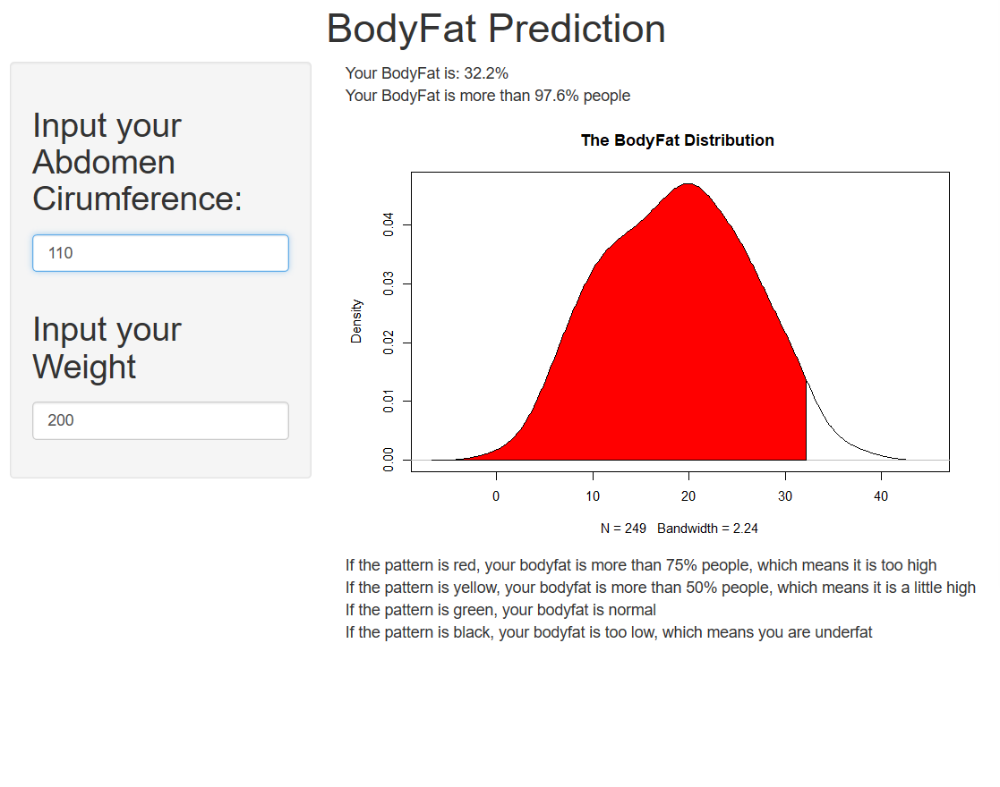 BodyFat Prediction
Input your
Abdomen
Cirumference:
110
Input your
Weight
200
Your BodyFat is: 32.2%
Your BodyFat is more than 97.6% people
The BodyFat Distribution
Density
0.04
0.03
0.02
0.01
0.00
0 10 20 30 40
N = 249 Bandwidth = 2.24
If the pattern is red, your bodyfat is more than 75% people, which means it is too high
If the pattern is yellow, your bodyfat is more than 50% people, which means it is a little high
If the pattern is green, your bodyfat is normal
If the pattern is black, your bodyfat is too low, which means you are underfat